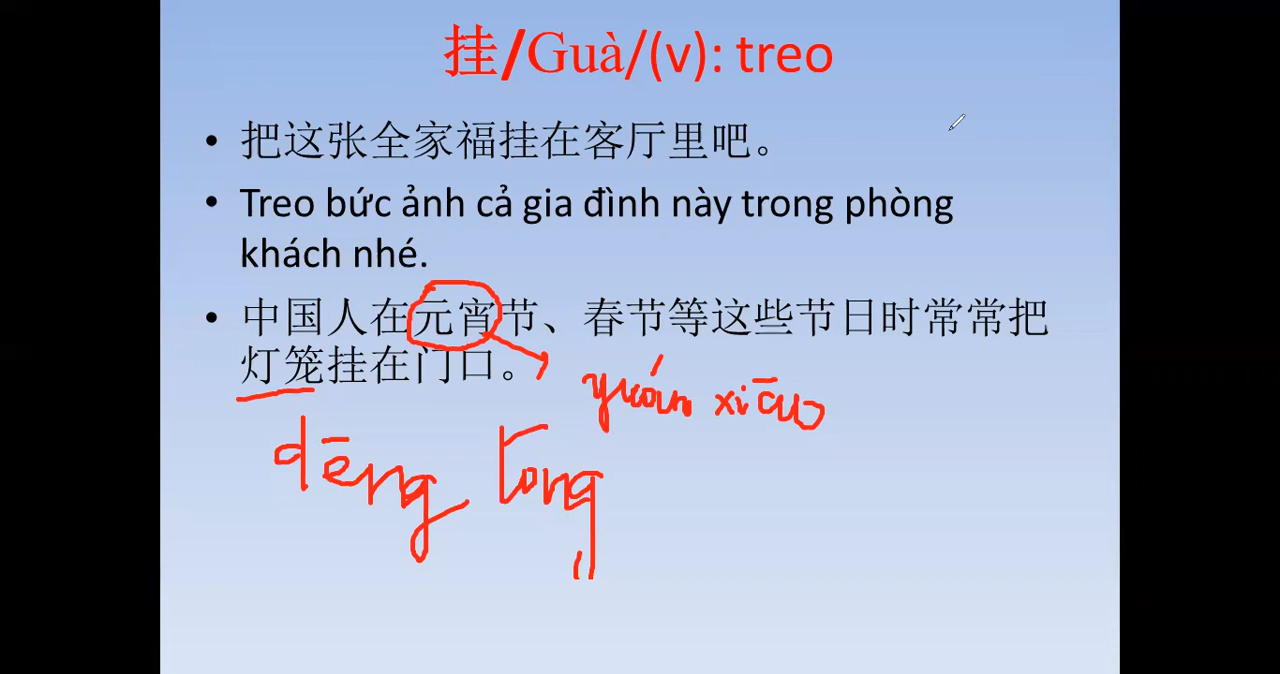 挂/Guà/(v): treo
• 把这张全家福挂在客厅里吧。
• Treo bức ảnh cả gia đình này trong phòng
khách nhé.
• 中国人在元宵节、春节等这些节日时常常把
灯笼挂在门口。
yuán xiāo
dēng long